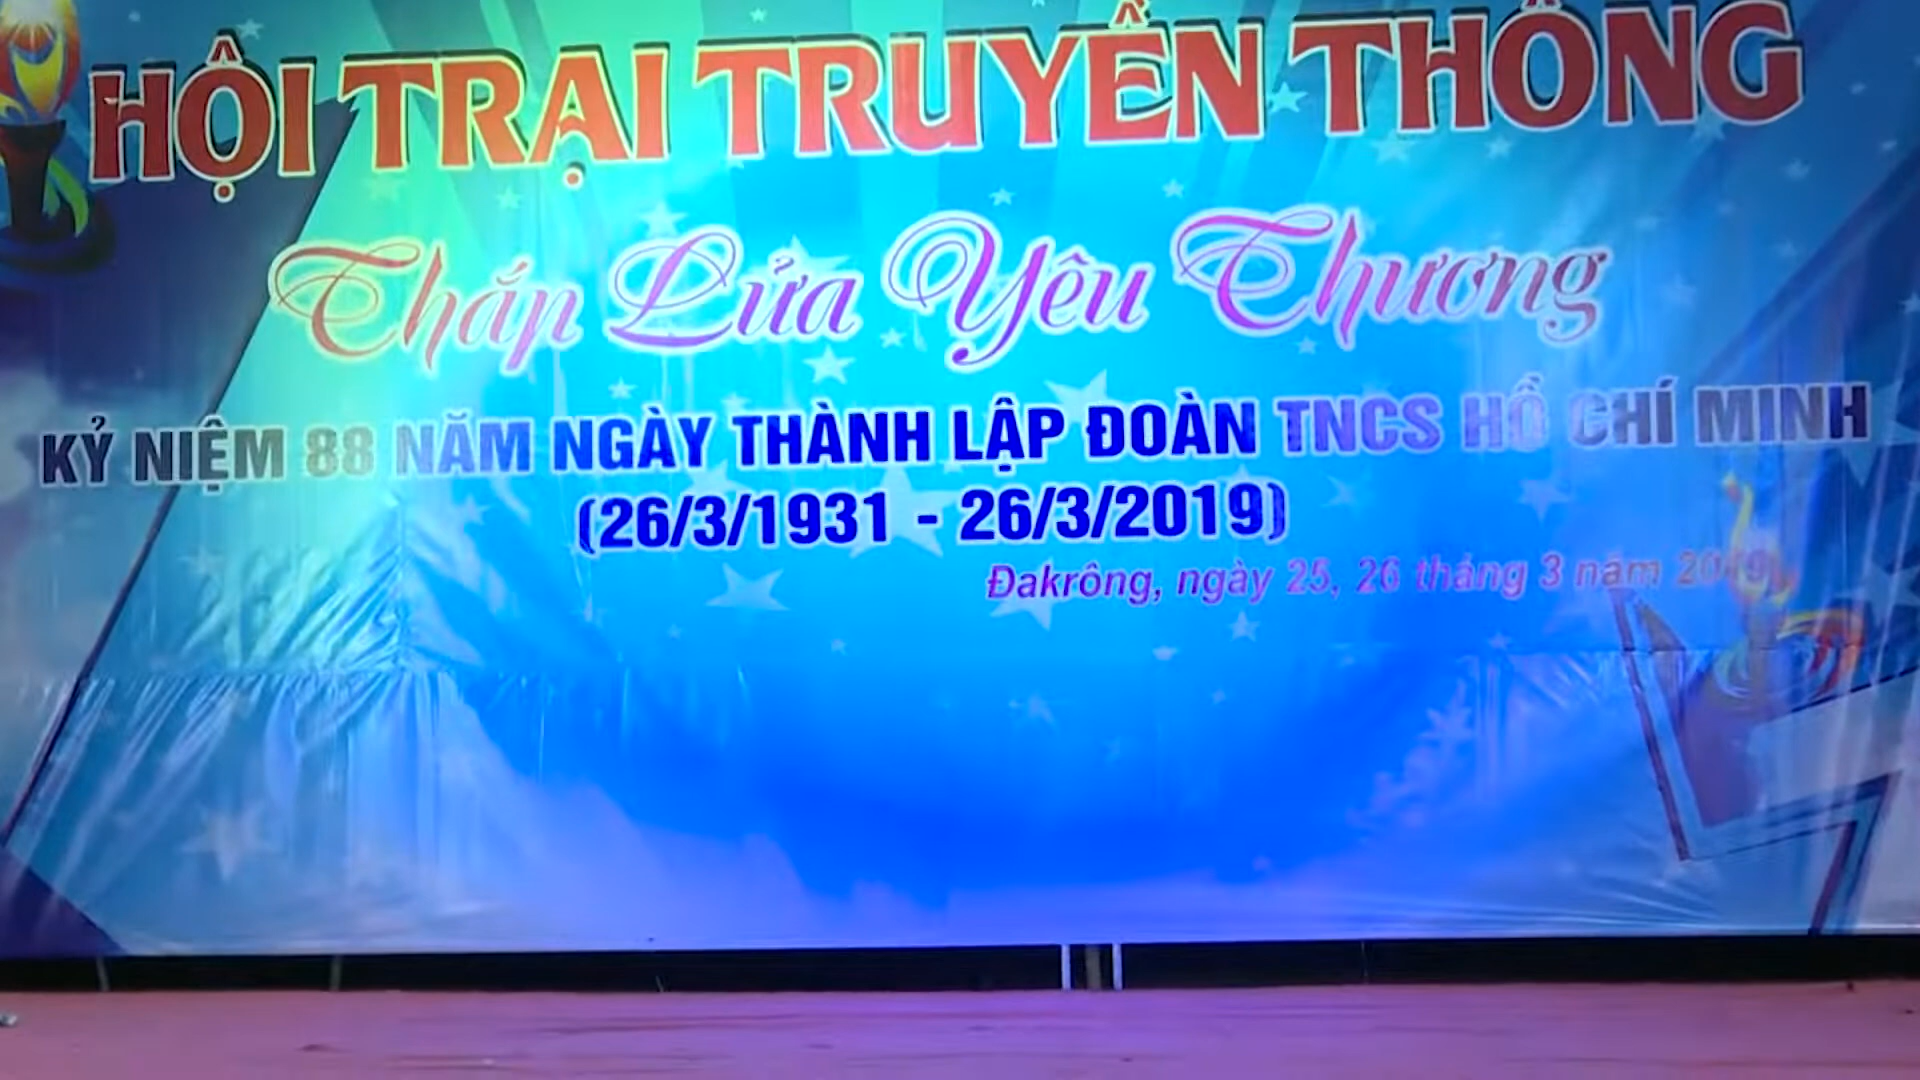 HỘI TRẠI TRUYỀN THỐNG
Thắp Lửa Yêu Thương
KỶ NIỆM 88 NĂM NGÀY THÀNH LẬP ĐOÀN TNCS HỒ CHÍ MINH
(26/3/1931 - 26/3/2019)
Đakrông, ngày 25, 26 tháng 3 năm 2019